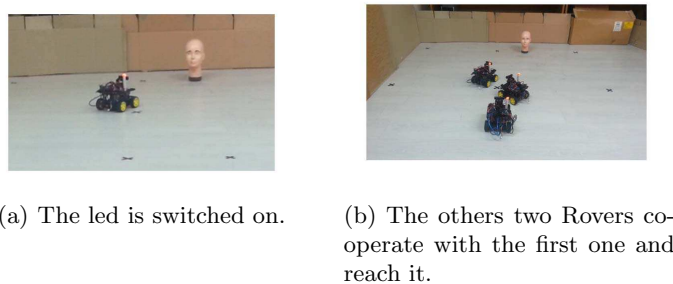 (a) The led is switched on.
(b) The others two Rovers co-
operate with the first one and
reach it.